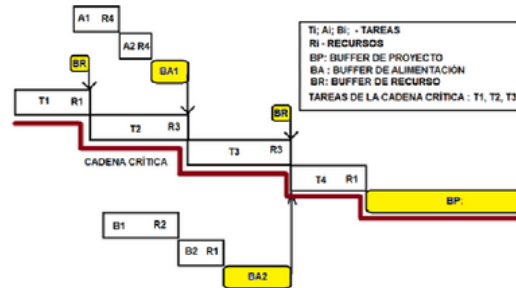 A1 R4
A2 R4
BR
BA1
T1 R1
T2 R3
BR
T3 R3
CADENA CRÍTICA
T4 R1
BP:
B1 R2
B2 R1
BA2
Ti; Ai; Bi; - TAREAS
Ri - RECURSOS
BP: BUFFER DE PROYECTO
BA : BUFFER DE ALIMENTACIÓN
BR: BUFFER DE RECURSO
TAREAS DE LA CADENA CRÍTICA : T1, T2, T3